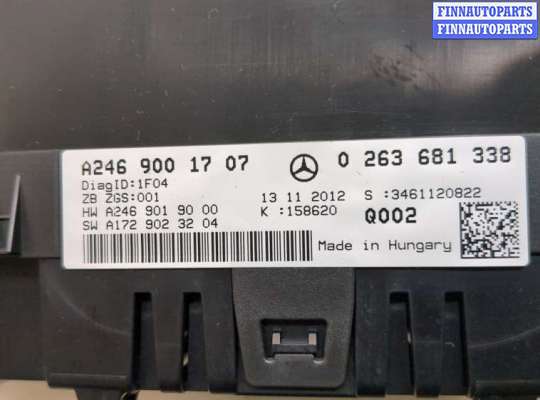 FINNAUTOPARTS
FINNAUTOPARTS
A246 900 17 07 0 263 681 338
DiagID:1F04
ZB ZGS:001 13 11 2012 S :3461120822
HW A246 901 90 00 K :158620 Q002
SW A172 902 32 04
Made in Hungary